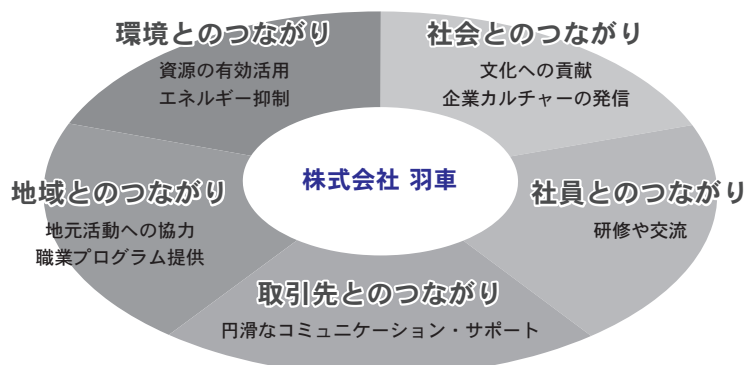 環境とのつながり
資源の有効活用
エネルギー抑制
社会とのつながり
文化への貢献
企業カルチャーの発信
株式会社 羽車
地域とのつながり
地元活動への協力
職業プログラム提供
社員とのつながり
研修や交流
取引先とのつながり
円滑なコミュニケーション・サポート